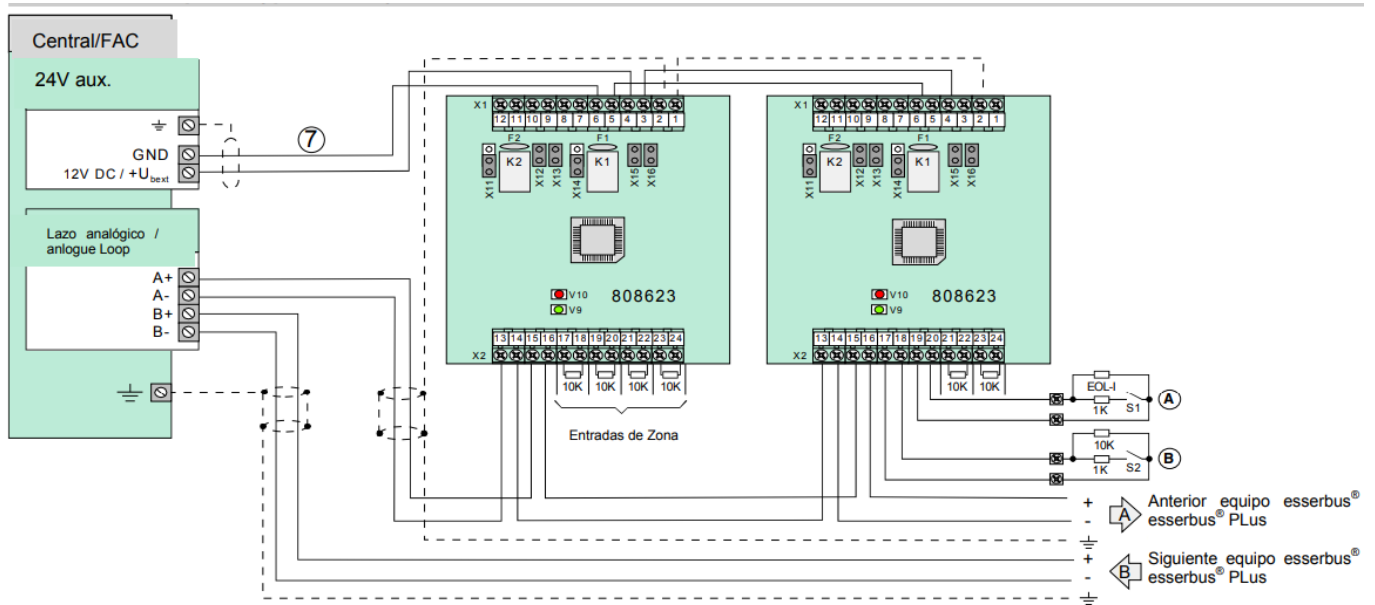 Central/FAC
24V aux.
GND
12V DC / +Ubext
7
Lazo analógico /
anlogue Loop
A+
A-
B+
B-
X1
12 11 10 9 8 7 6 5 4 3 2 1
F2
F1
K2
K1
X11
X12
X13
X14
X15
X16
V10
V9
808623
X2
13 14 15 16 17 18 19 20 21 22 23 24
10K
10K
10K
10K
Entradas de Zona
X1
12 11 10 9 8 7 6 5 4 3 2 1
F2
F1
K2
K1
X11
X12
X13
X14
X15
X16
V10
V9
808623
X2
13 14 15 16 17 18 19 20 21 22 23 24
10K
10K
EOL-I
1K
S1
A
10K
1K
S2
B
+
-
A
Anterior equipo esserbus®
esserbus® PLus
+
-
B
Siguiente equipo esserbus®
esserbus® PLus